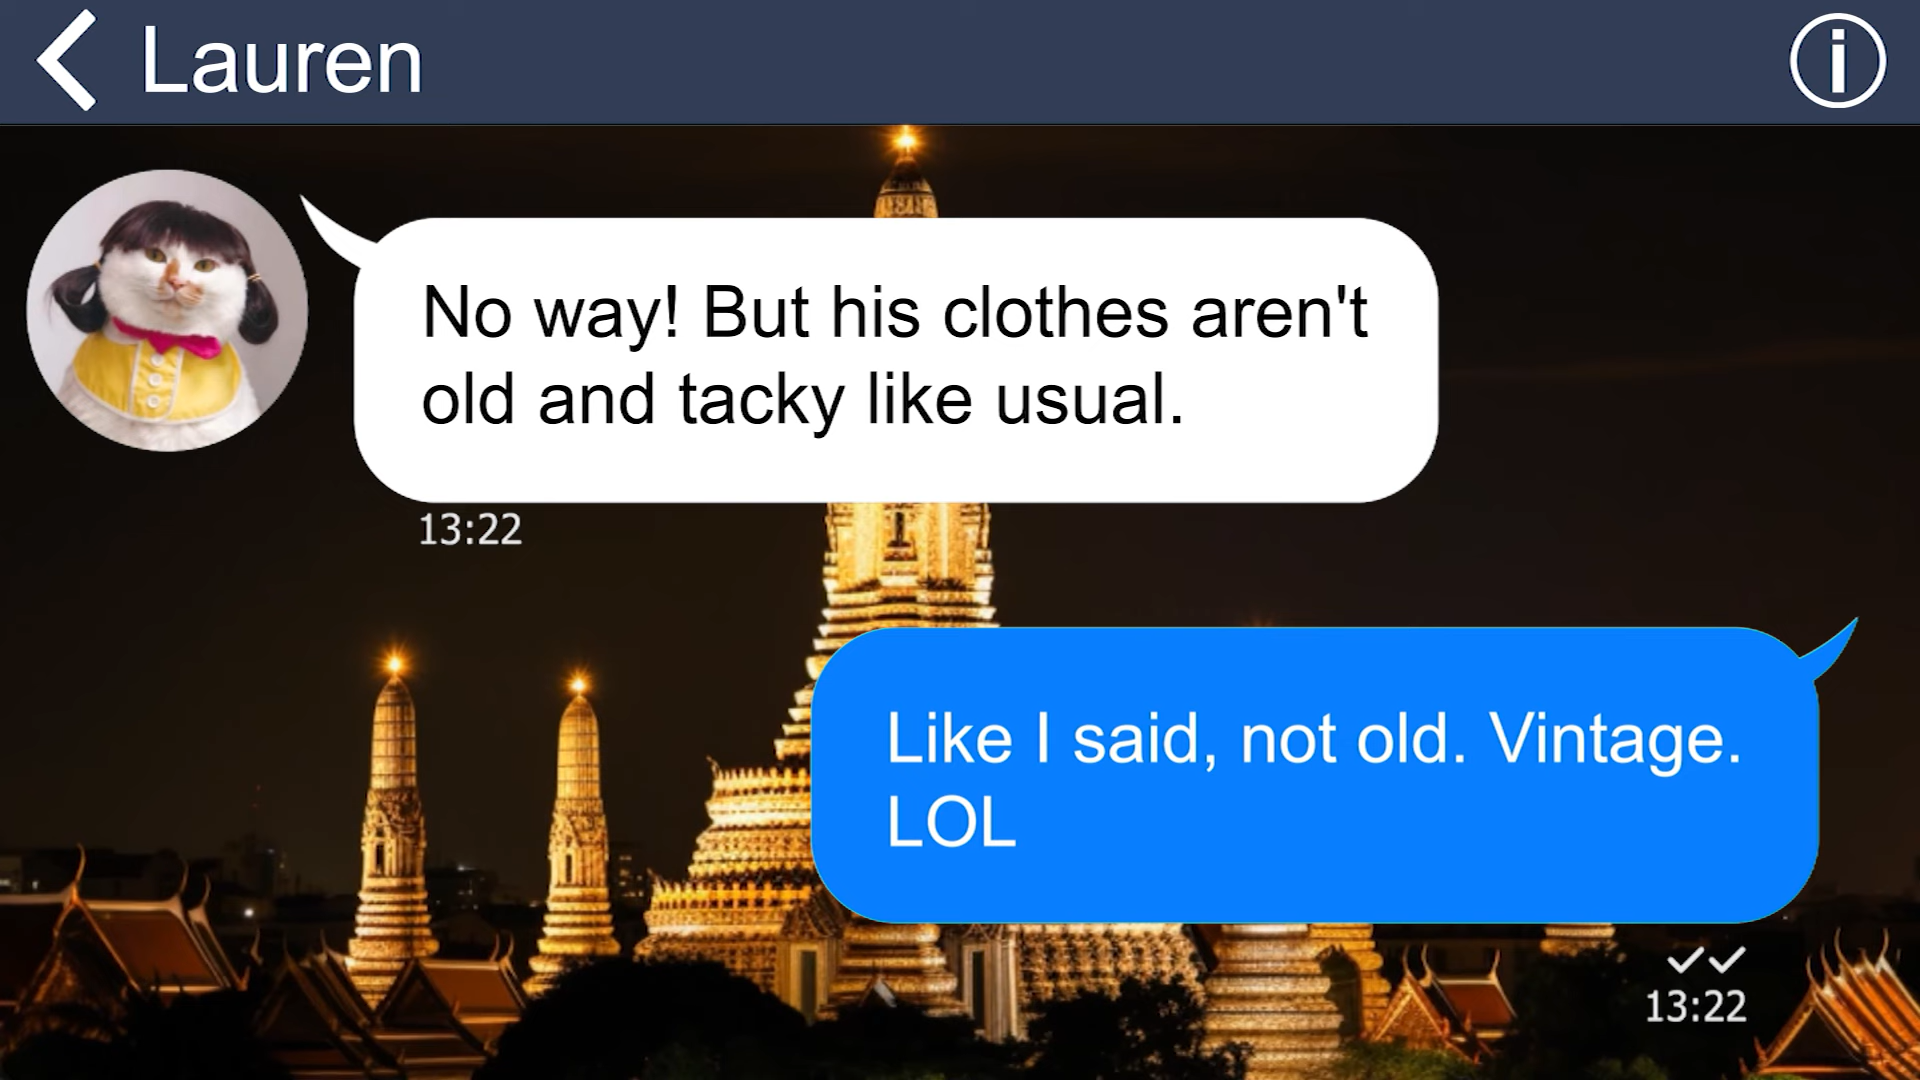 Lauren
No way! But his clothes aren't
old and tacky like usual.
13:22
Like I said, not old. Vintage.
LOL
13:22